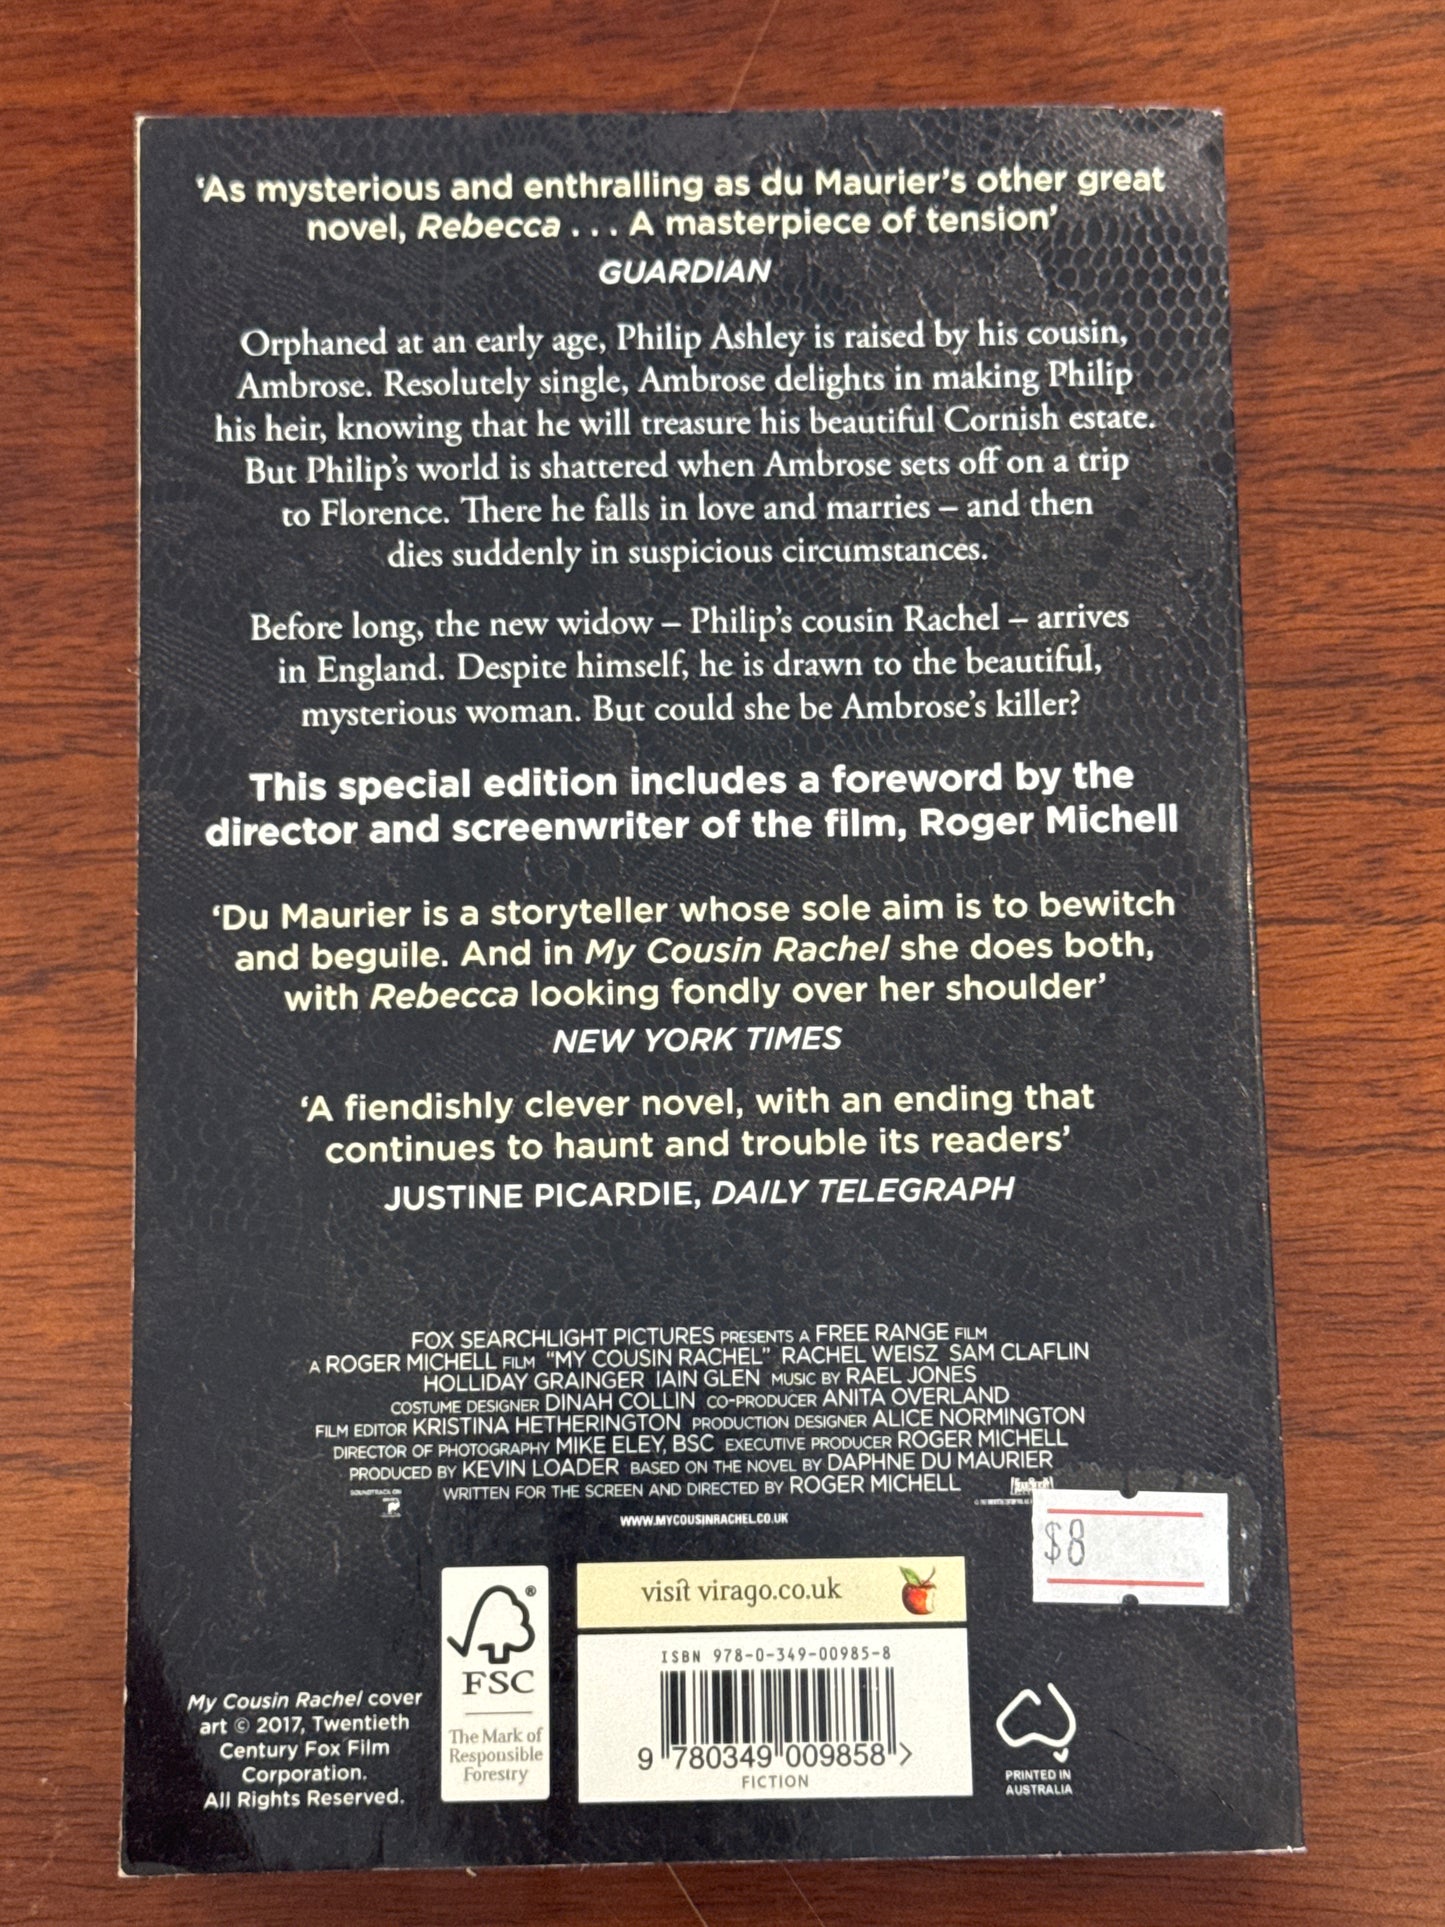 ‘As mysterious and enthralling as du Maurier’s other great
novel, Rebecca . . . A masterpiece of tension’
GUARDIAN
Orphaned at an early age, Philip Ashley is raised by his cousin,
Ambrose. Resolutely single, Ambrose delights in making Philip
his heir, knowing that he will treasure his beautiful Cornish estate.
But Philip’s world is shattered when Ambrose sets off on a trip
to Florence. There he falls in love and marries – and then
dies suddenly in suspicious circumstances.
Before long, the new widow – Philip’s cousin Rachel – arrives
in England. Despite himself, he is drawn to the beautiful,
mysterious woman. But could she be Ambrose’s killer?
This special edition includes a foreword by the
director and screenwriter of the film, Roger Michell
‘Du Maurier is a storyteller whose sole aim is to bewitch
and beguile. And in My Cousin Rachel she does both,
with Rebecca looking fondly over her shoulder’
NEW YORK TIMES
‘A fiendishly clever novel, with an ending that
continues to haunt and trouble its readers’
JUSTINE PICARDIE, DAILY TELEGRAPH
FOX SEARCHLIGHT PICTURES PRESENTS A FREE RANGE FILM
A ROGER MICHELL FILM “MY COUSIN RACHEL” RACHEL WEISZ SAM CLAFLIN
HOLLIDAY GRAINGER IAIN GLEN MUSIC BY RAEL JONES
COSTUME DESIGNER DINAH COLLIN CO-PRODUCER ANITA OVERLAND
FILM EDITOR KRISTINA HETHERINGTON PRODUCTION DESIGNER ALICE NORMINGTON
DIRECTOR OF PHOTOGRAPHY MIKE ELEY, BSC EXECUTIVE PRODUCER ROGER MICHELL
PRODUCED BY KEVIN LOADER BASED ON THE NOVEL BY DAPHNE DU MAURIER
WRITTEN FOR THE SCREEN AND DIRECTED BY ROGER MICHELL
SOUNDTRACK ON
WWW.MYCOUSINRACHEL.CO.UK
$8
visit virago.co.uk
ISBN 978-0-349-00985-8
9 780349 009858 >
FICTION
®
FSC
The Mark of
Responsible
Forestry
My Cousin Rachel cover
art © 2017, Twentieth
Century Fox Film
Corporation.
All Rights Reserved.
PRINTED IN
AUSTRALIA